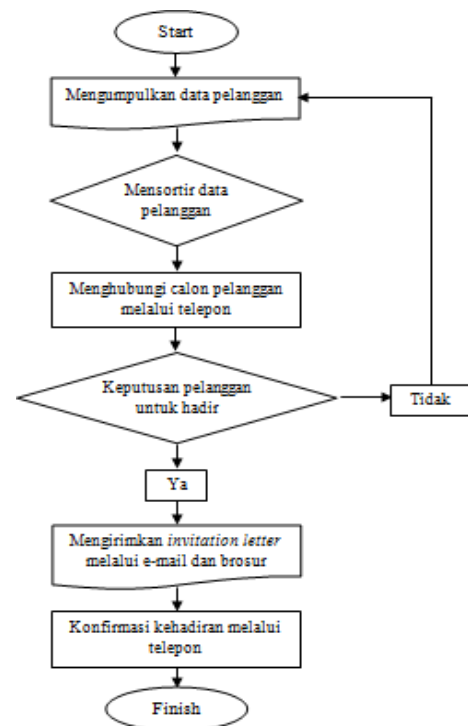 Start
Mengumpulkan data pelanggan
Mensortir data
pelanggan
Menghubungi calon pelanggan
melalui telepon
Keputusan pelanggan
untuk hadir
Tidak
Ya
Mengirimkan invitation letter
melalui e-mail dan brosur
Konfirmasi kehadiran melalui
telepon
Finish